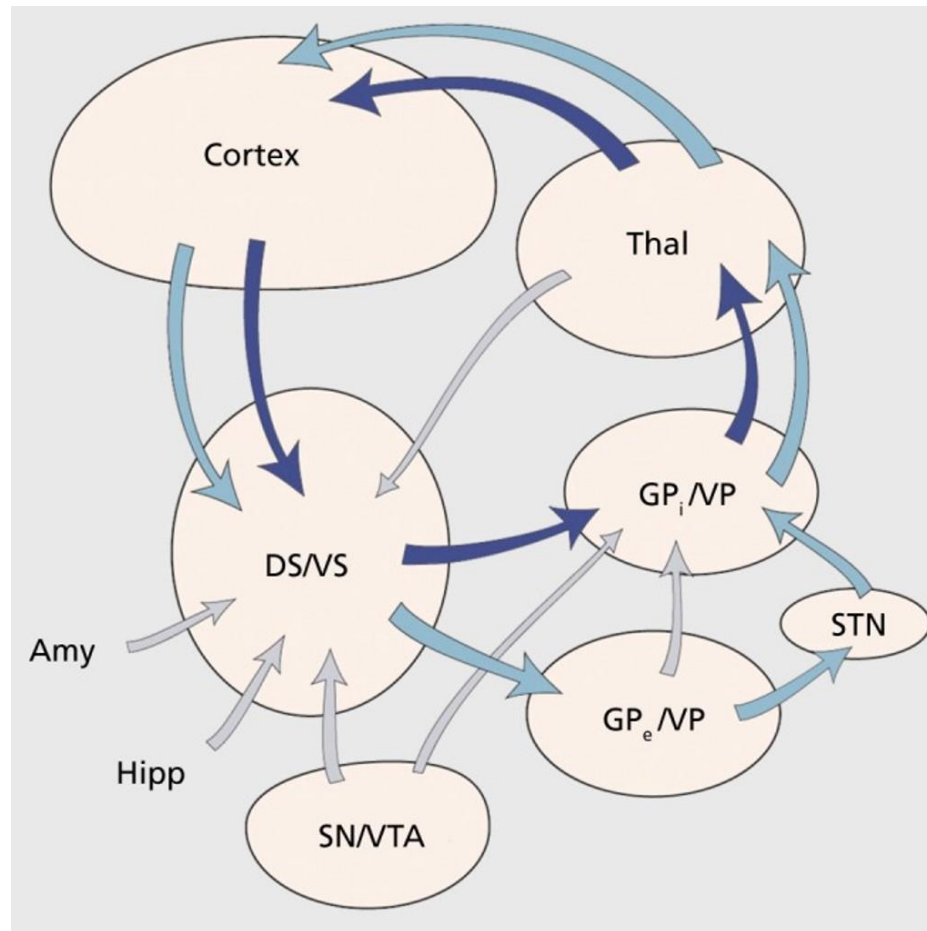 Cortex
Thal
GPi/VP
DS/VS
STN
Amy
GPe/VP
Hipp
SN/VTA